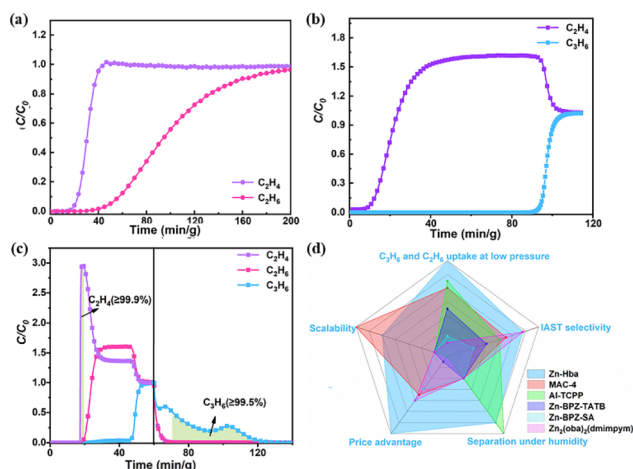 (a)
C/C0
1.2
1.0
0.8
0.6
0.4
0.2
0.0
C2H4
C2H6
0 40 80 120 160 200
Time (min/g)
(b)
C/C0
2.0
1.5
1.0
0.5
0.0
C2H4
C3H6
0 40 80 120
Time (min/g)
(c)
C/C0
3.0
2.5
2.0
1.5
1.0
0.5
0.0
C2H4
C2H6
C3H6
C2H4(≥99.9%)
C3H6(≥99.5%)
0 20 40 60 80 100 120 140
Time (min/g)
(d)
C3H6 and C2H6 uptake at low pressure
Scalability
IAST selectivity
Price advantage
Separation under humidity
Zn-Hba
MAC-4
Al-TCPP
Zn-BPZ-TATB
Zn-BPZ-SA
Zn2(oba)2(dmimpym)